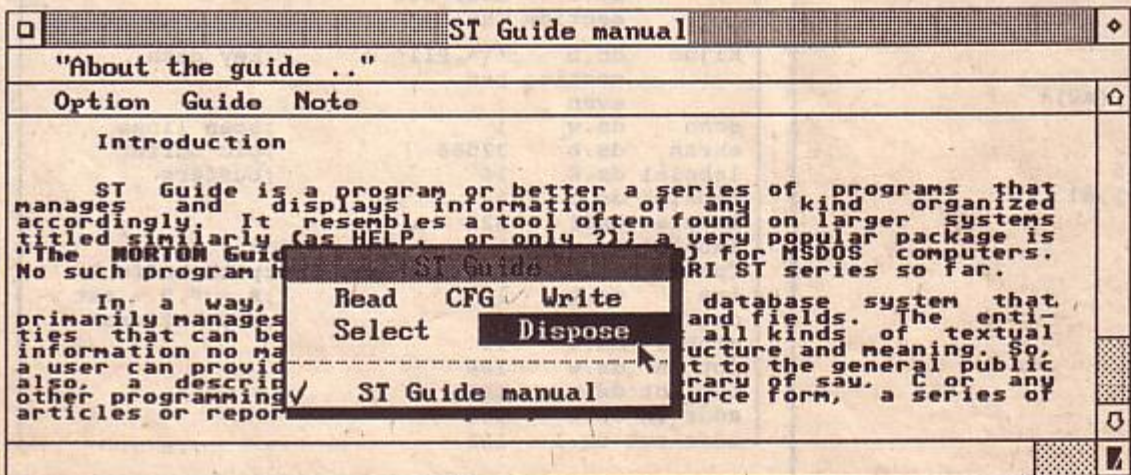 ST Guide manual
"About the guide .."
Option Guide Note
Introduction
ST Guide is a program or better a series of programs that
manages and displays information of any kind organized
accordingly. It resembles a tool often found on larger systems
titled similarly (as HELP, or only ?); a very popular package is
"The NORTON Guid ) for MSDOS computers.
No such program h RI ST series so far.
In a way, database system that
primarily manages and fields. The enti-
ties that can be all kinds of textual
information no ma ucture and meaning. So,
a user can provid t to the general public
also, a descrip rary of say, C or any
other programming urce form, a series of
articles or repor
ST Guide
Read CFG Write
Select Dispose
✓ ST Guide manual